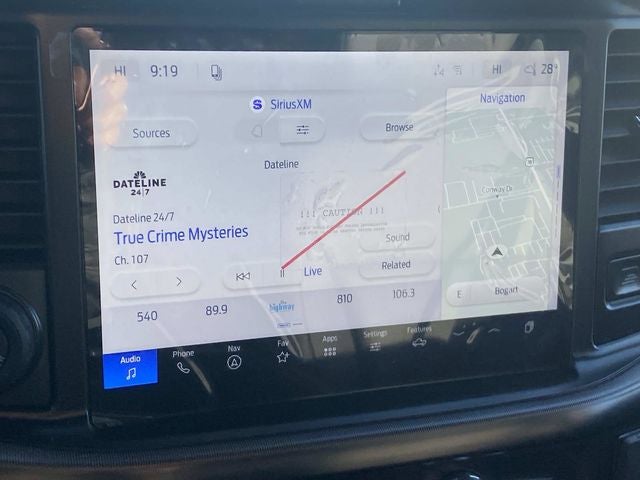 HI 9:19 HI 28°
SiriusXM
Navigation
Sources
Browse
Dateline
DATELINE
24|7
Dateline 24/7
True Crime Mysteries
Ch. 107
!!! CAUTION !!!
Sound
Live
Related
Conway Dr
E Bogart
540 89.9 the highway 810 106.3
Audio Phone Nav Fav Apps Settings Features